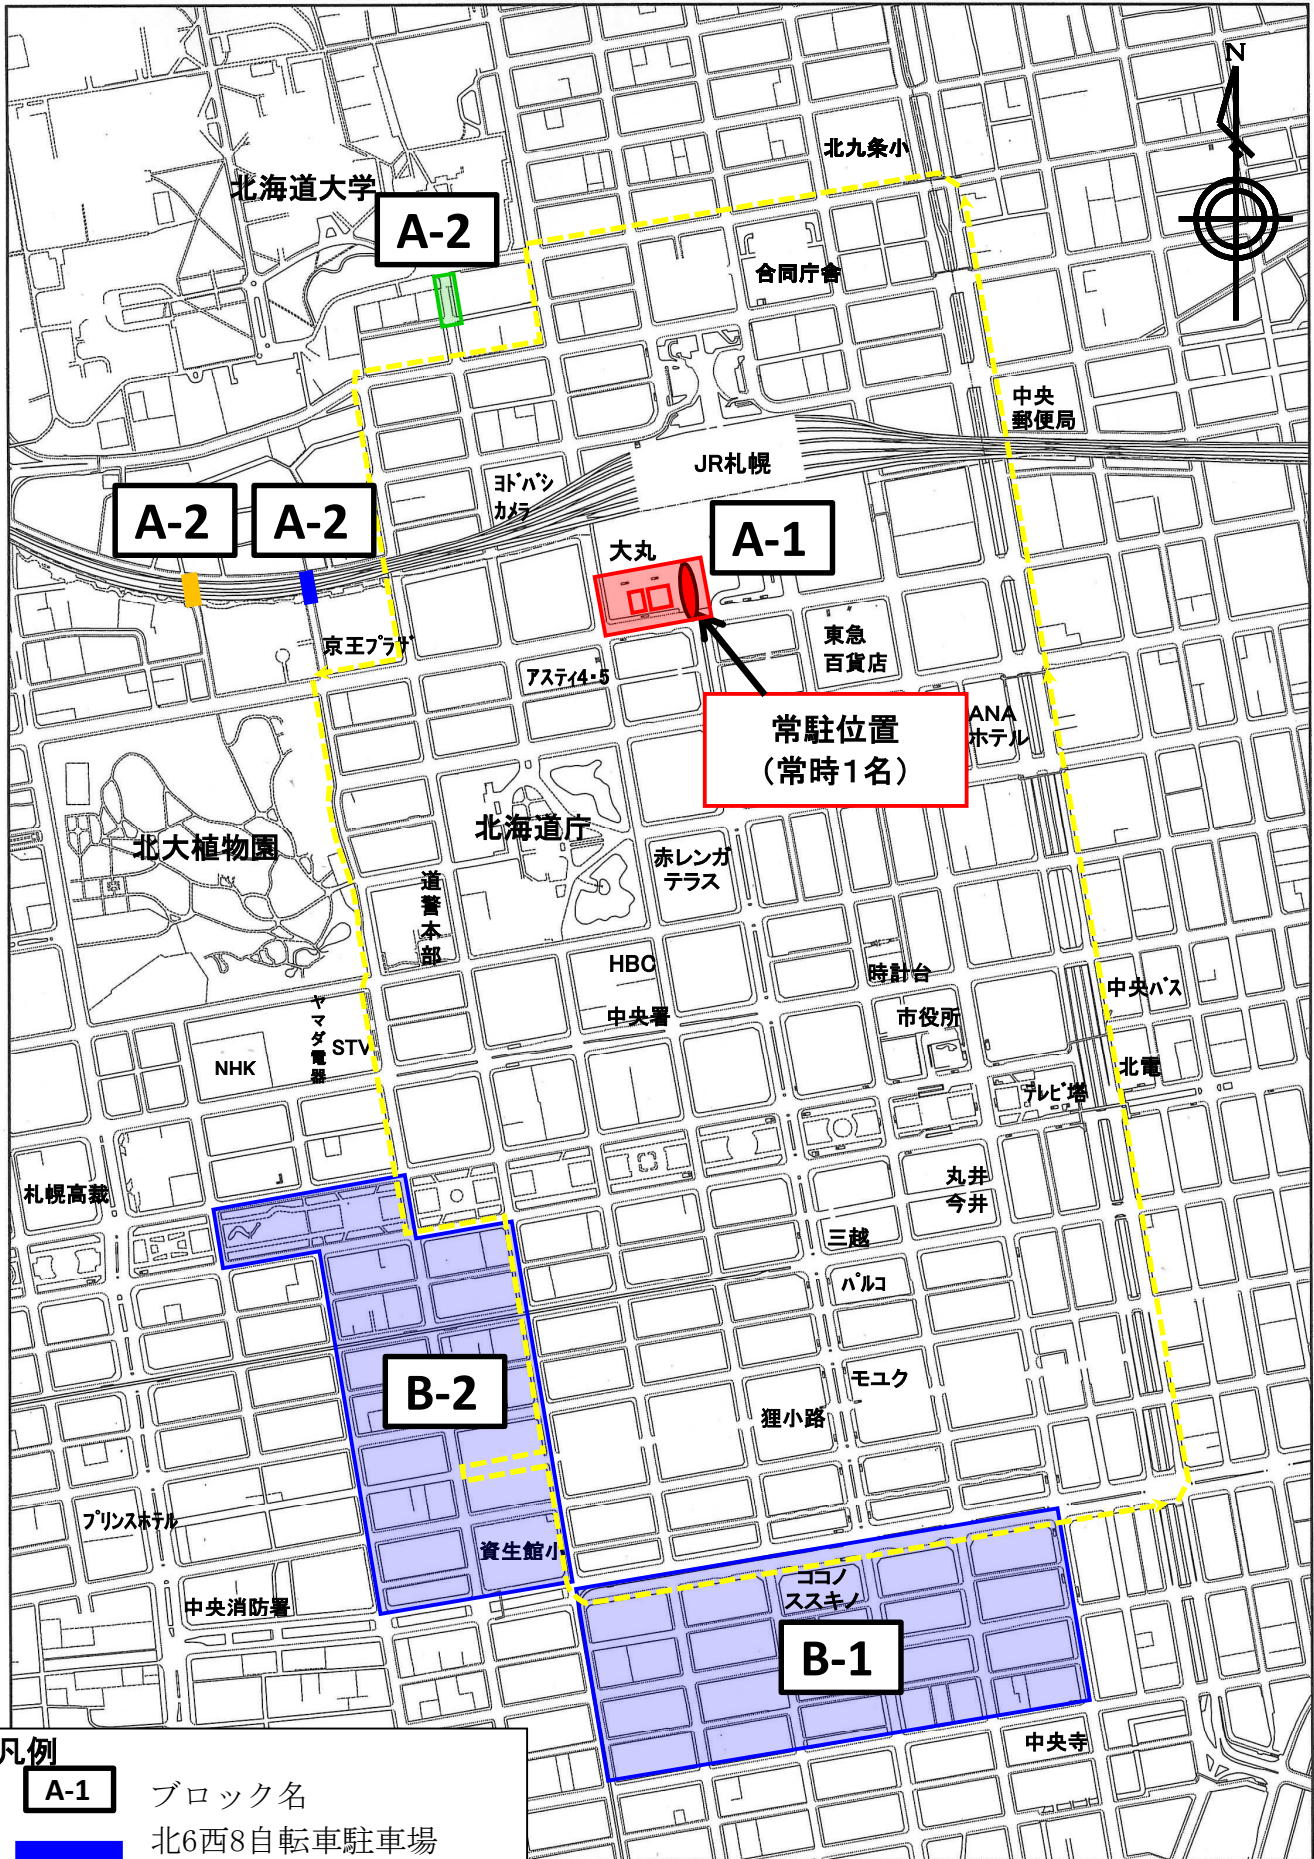 N
北九条小
北海道大学
A-2
合同庁舎
中央
郵便局
JR札幌
ヨドバシ
カメラ
A-2
A-2
A-1
大丸
京王プラザ
東急
百貨店
アスティ4・5
常駐位置
（常時1名）
ANA
ホテル
北海道庁
北大植物園
赤レンガ
テラス
道警本部
HBC
時計台
中央バス
ヤマダ電器
STV
中央署
市役所
NHK
北電
テレビ塔
札幌高裁
丸井
今井
三越
パルコ
B-2
モユク
狸小路
プリンスホテル
資生館小
ココノ
ススキノ
中央消防署
B-1
中央寺
凡例
A-1
ブロック名
北6西8自転車駐車場